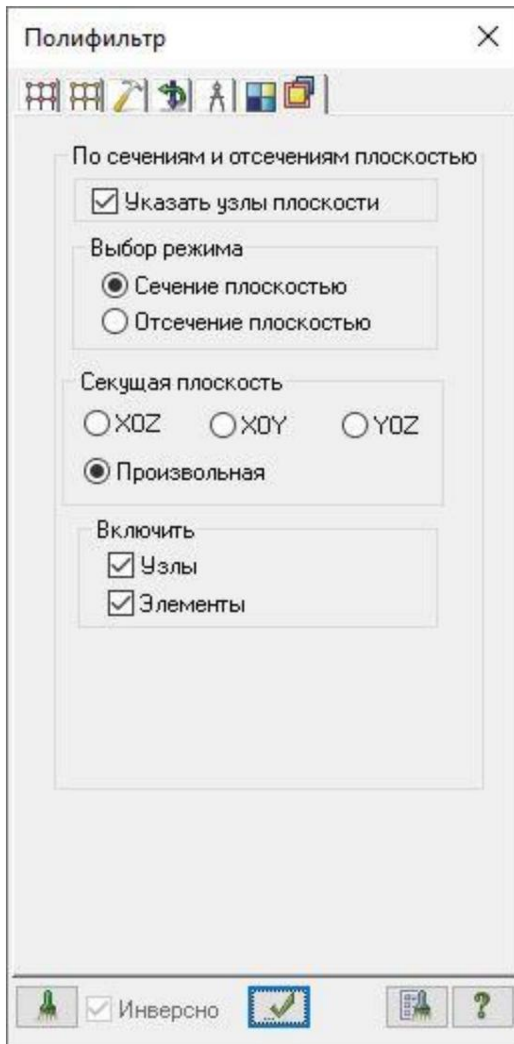 Полифильтр
По сечениям и отсечениям плоскостью
Указать узлы плоскости
Выбор режима
Сечение плоскостью
Отсечение плоскостью
Секущая плоскость
X0Z X0Y Y0Z
Произвольная
Включить
Узлы
Элементы
Инверсно
?